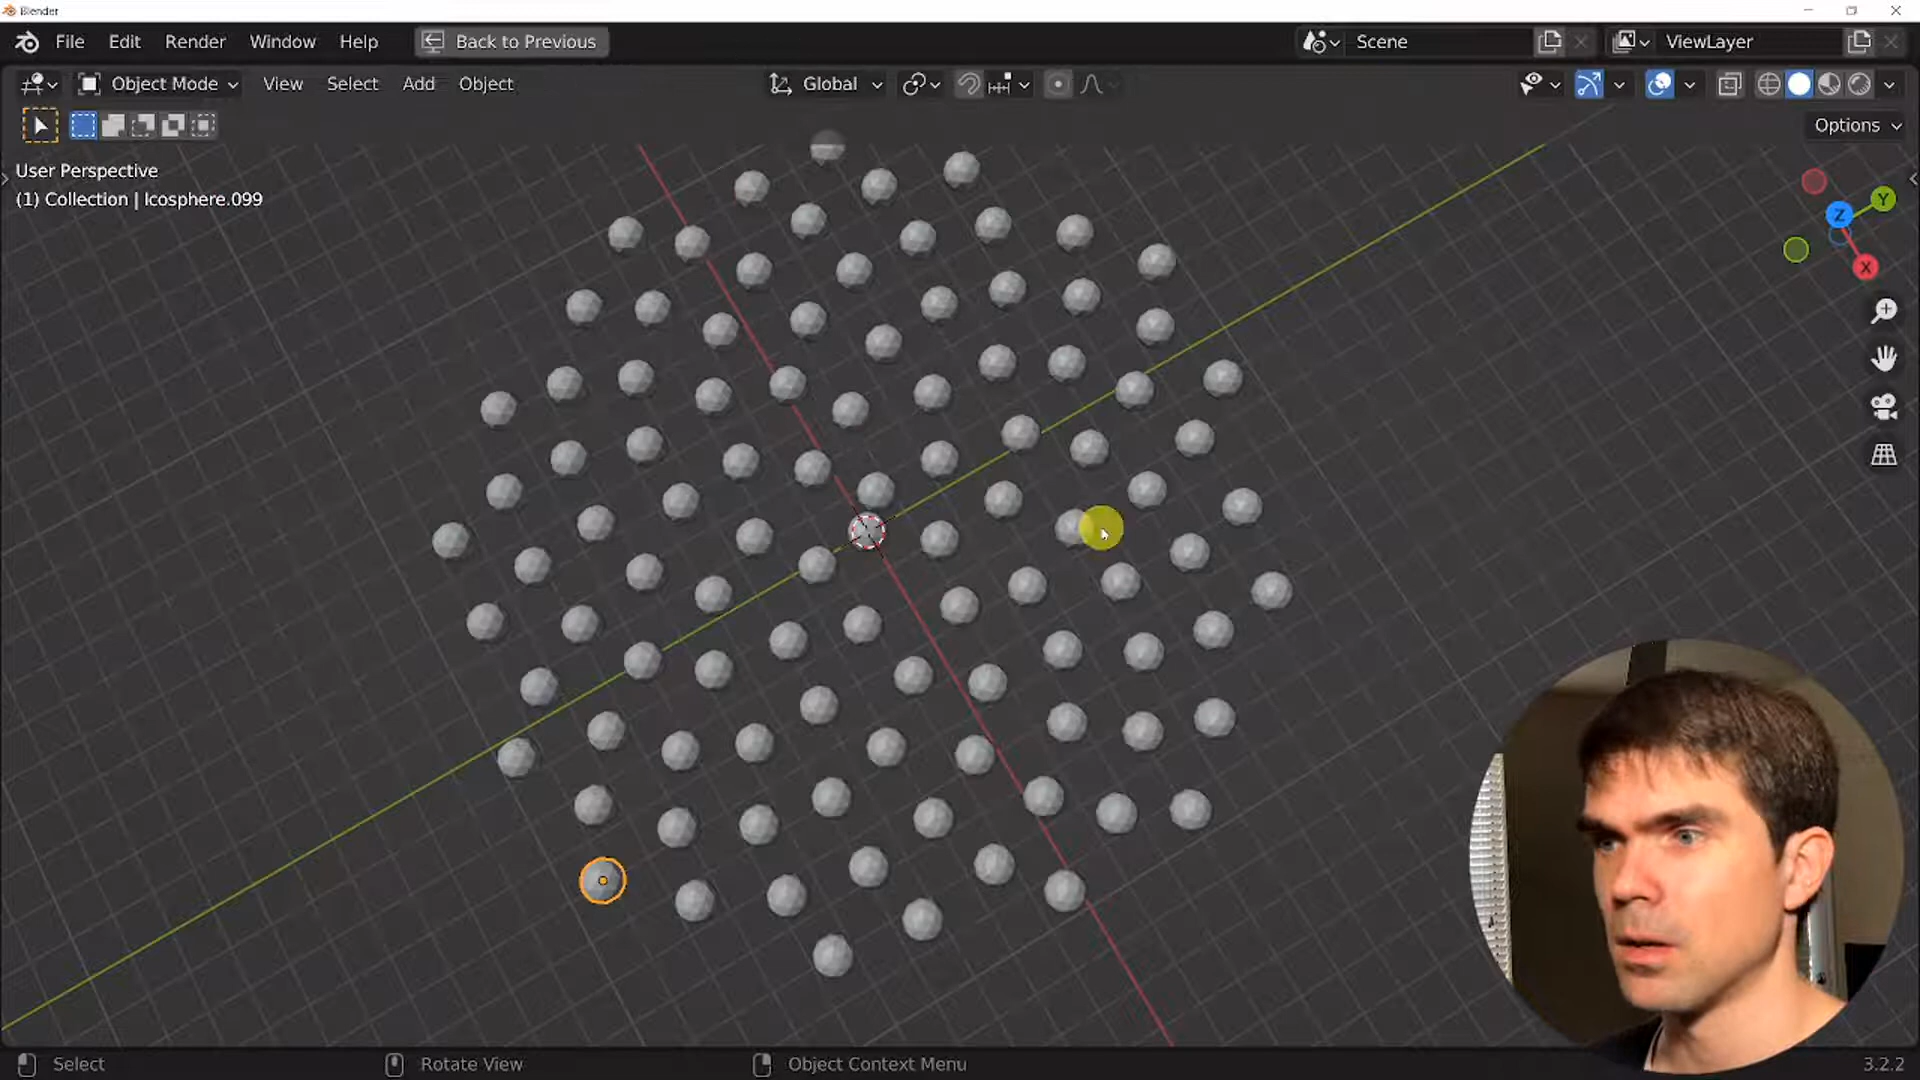 Blender
File Edit Render Window Help Back to Previous Scene ViewLayer
Object Mode View Select Add Object Global
Options
User Perspective
(1) Collection | Icosphere.099
Y
Z
X
Select Rotate View Object Context Menu 3.2.2